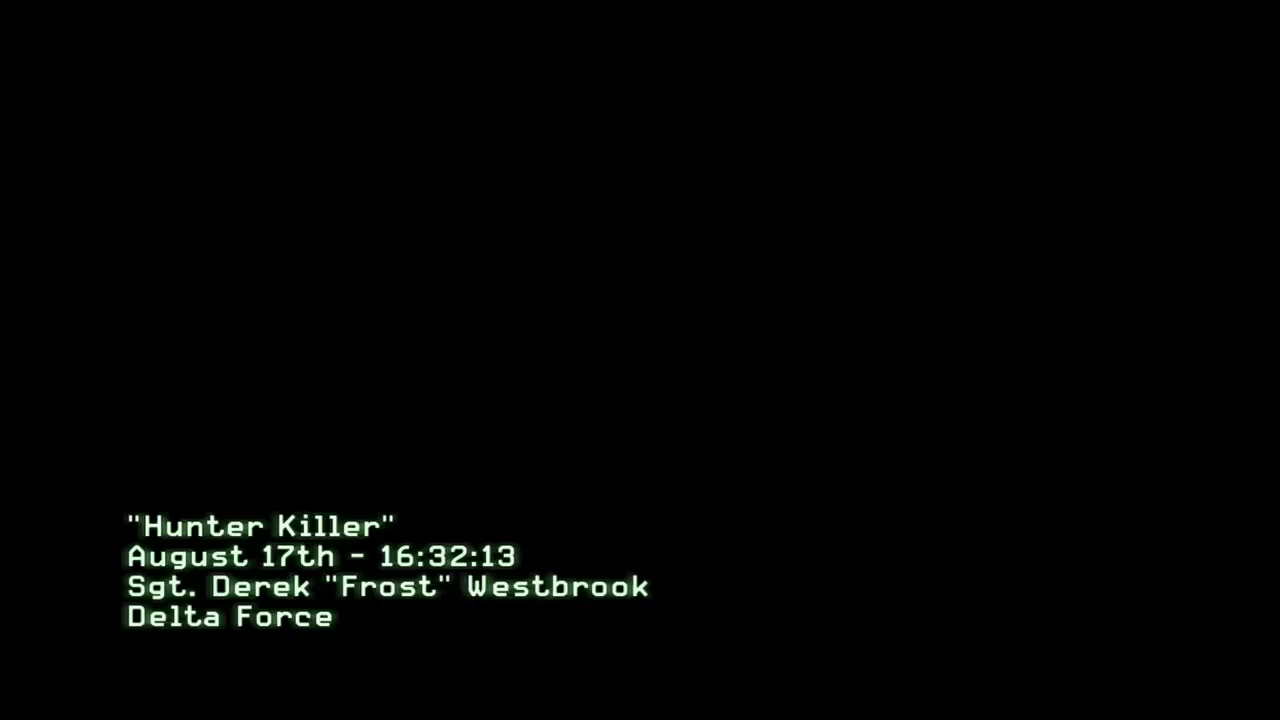 "Hunter Killer"
August 17th - 16:32:13
Sgt. Derek "Frost" Westbrook
Delta Force